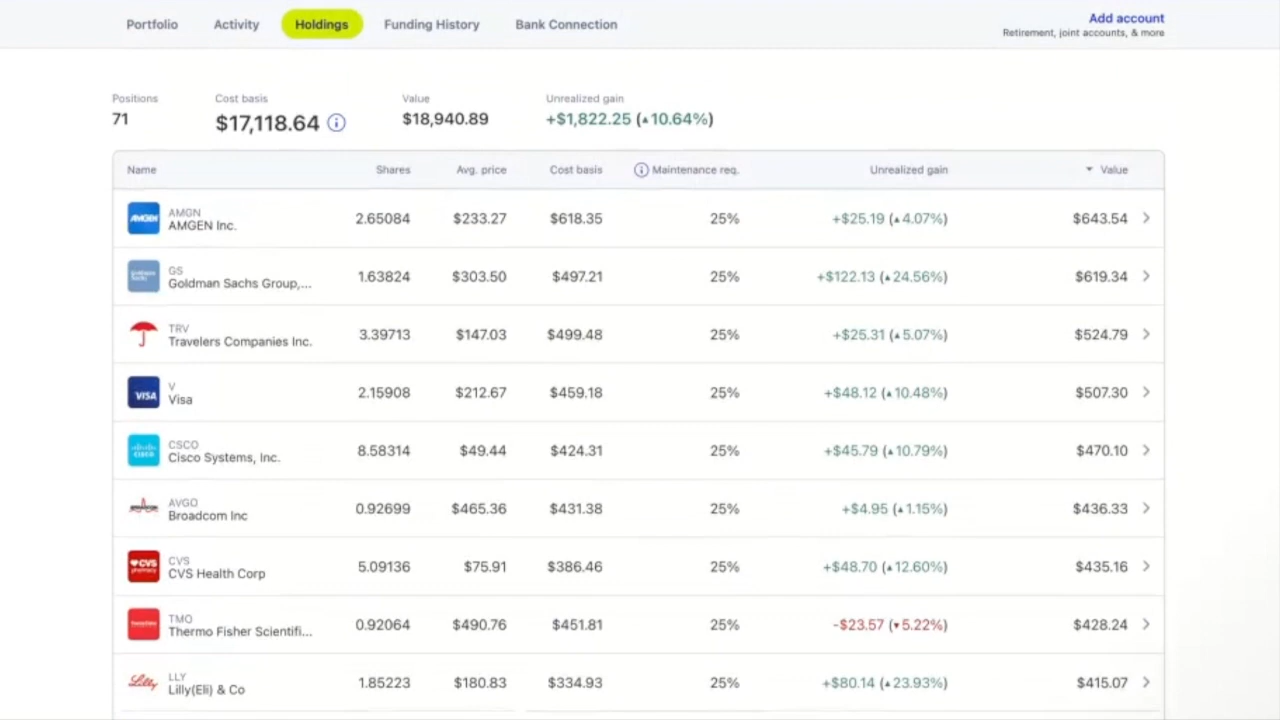 Portfolio Activity Holdings Funding History Bank Connection Add account
Retirement, joint accounts, & more
Positions Cost basis Value Unrealized gain
71 $17,118.64 $18,940.89 +$1,822.25 (▲10.64%)
Name Shares Avg. price Cost basis Maintenance req. Unrealized gain ▼ Value
AMGEN AMGN
AMGEN Inc. 2.65084 $233.27 $618.35 25% +$25.19 (▲4.07%) $643.54
Goldman Sachs GS
Goldman Sachs Group,... 1.63824 $303.50 $497.21 25% +$122.13 (▲24.56%) $619.34
TRV
Travelers Companies Inc. 3.39713 $147.03 $499.48 25% +$25.31 (▲5.07%) $524.79
VISA V
Visa 2.15908 $212.67 $459.18 25% +$48.12 (▲10.48%) $507.30
CISCO CSCO
Cisco Systems, Inc. 8.58314 $49.44 $424.31 25% +$45.79 (▲10.79%) $470.10
AVGO
Broadcom Inc 0.92699 $465.36 $431.38 25% +$4.95 (▲1.15%) $436.33
CVS pharmacy CVS
CVS Health Corp 5.09136 $75.91 $386.46 25% +$48.70 (▲12.60%) $435.16
TMO
Thermo Fisher Scientifi... 0.92064 $490.76 $451.81 25% -$23.57 (▼5.22%) $428.24
Lilly LLY
Lilly(Eli) & Co 1.85223 $180.83 $334.93 25% +$80.14 (▲23.93%) $415.07